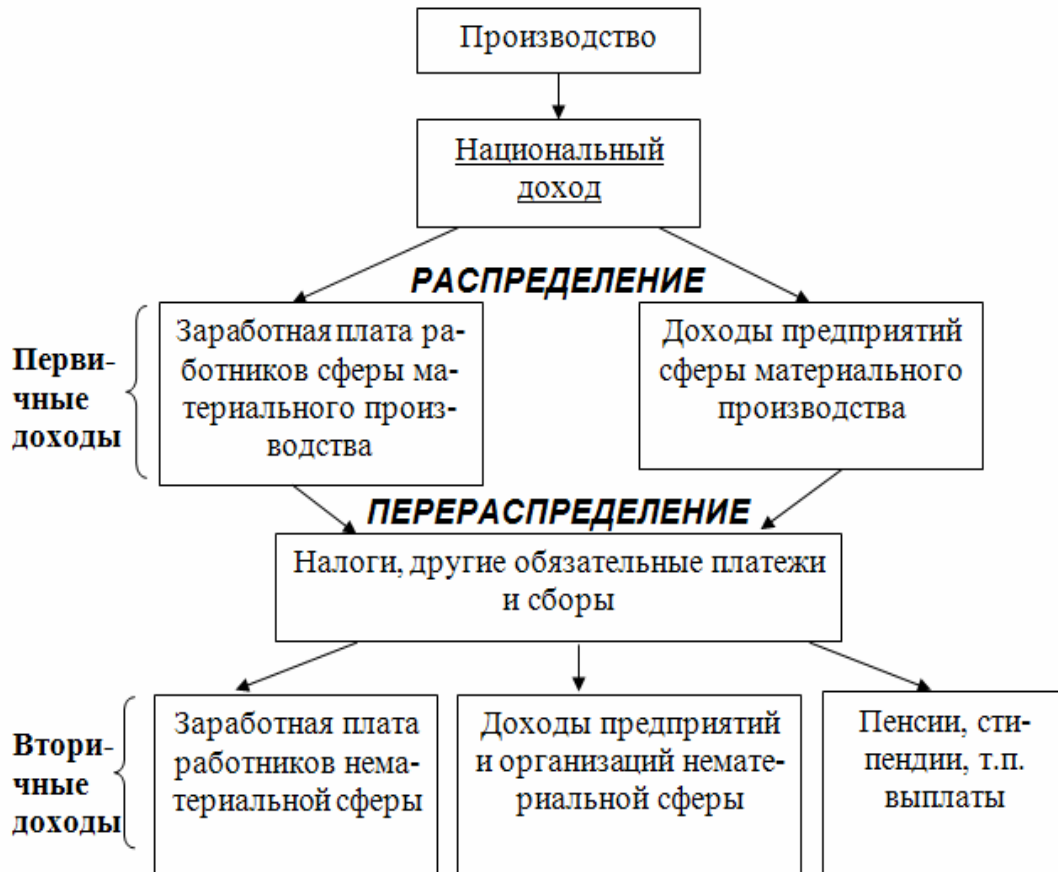 Производство
Национальный
доход
РАСПРЕДЕЛЕНИЕ
Перви-
чные
доходы
Заработная плата ра-
ботников сферы ма-
териального произ-
водства
Доходы предприятий
сферы материального
производства
ПЕРЕРАСПРЕДЕЛЕНИЕ
Налоги, другие обязательные платежи
и сборы
Втори-
чные
доходы
Заработная плата
работников нема-
териальной сферы
Доходы предприятий
и организаций немате-
риальной сферы
Пенсии, сти-
пендии, т.п.
выплаты